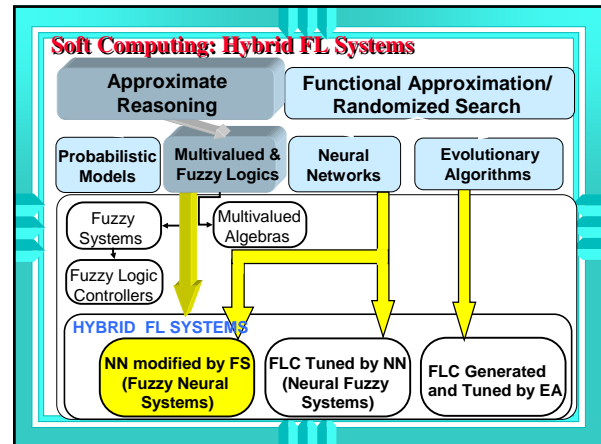 Soft Computing: Hybrid FL Systems
Approximate
Reasoning
Functional Approximation/
Randomized Search
Probabilistic
Models
Multivalued &
Fuzzy Logics
Neural
Networks
Evolutionary
Algorithms
Fuzzy
Systems
Multivalued
Algebras
Fuzzy Logic
Controllers
HYBRID FL SYSTEMS
NN modified by FS
(Fuzzy Neural
Systems)
FLC Tuned by NN
(Neural Fuzzy
Systems)
FLC Generated
and Tuned by EA